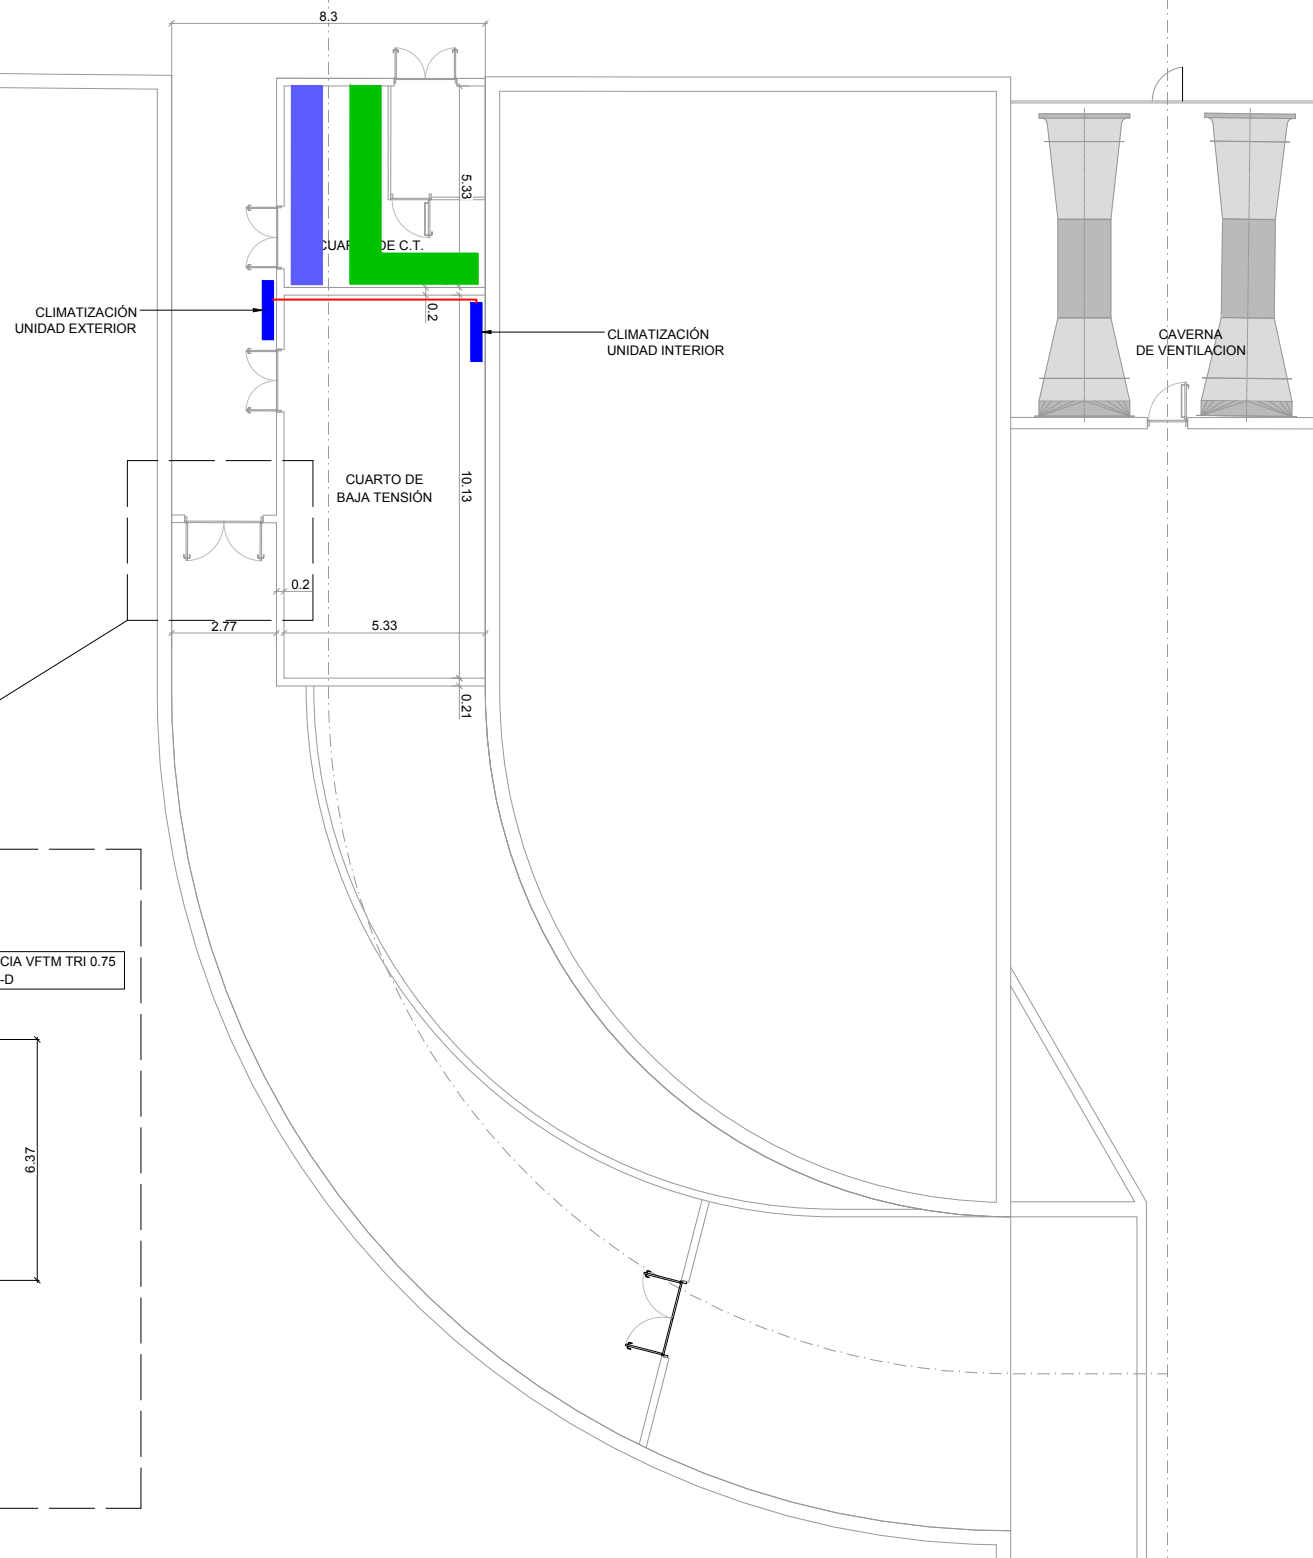 8.3
5.33
CUAR DE C.T.
0.2
CLIMATIZACIÓN
UNIDAD EXTERIOR
CLIMATIZACIÓN
UNIDAD INTERIOR
CAVERNA
DE VENTILACION
CUARTO DE
BAJA TENSIÓN
10.13
0.2
2.77
5.33
0.21
CIA VFTM TRI 0.75
-D
6.37